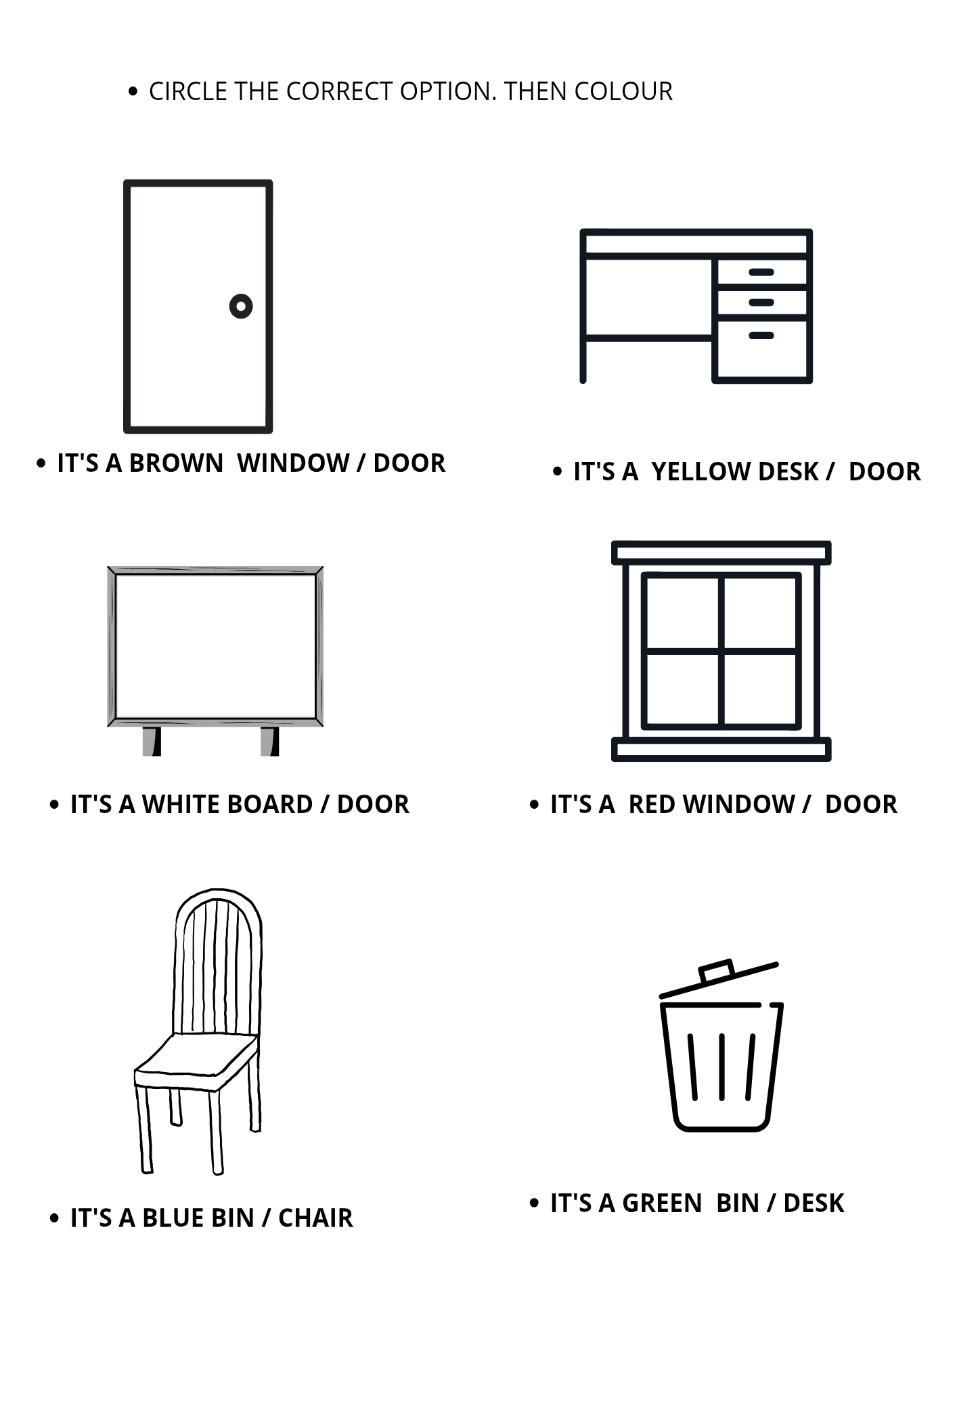 • CIRCLE THE CORRECT OPTION. THEN COLOUR
• IT'S A BROWN  WINDOW / DOOR
• IT'S A  YELLOW DESK /  DOOR
• IT'S A WHITE BOARD / DOOR
• IT'S A  RED WINDOW /  DOOR
• IT'S A BLUE BIN / CHAIR
• IT'S A GREEN  BIN / DESK